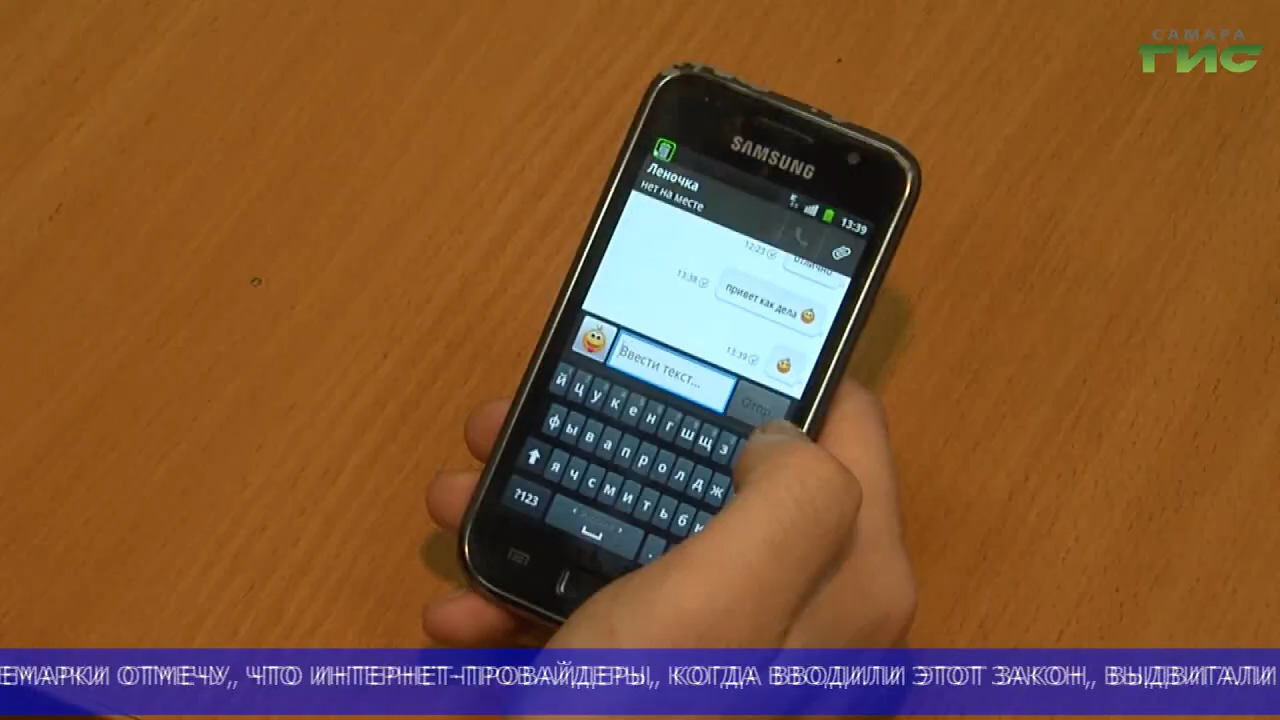 САМАРА
ГИС
SAMSUNG
Леночка
нет на месте
13:39
12:23
отлично
13:38
привет как дела
13:39
Ввести текст...
Отпр
й ц у к е н г ш щ з
ф ы в а п р о л д ж
я ч с м и т ь б
?123
ЕМАРКИ ОТМЕЧУ, ЧТО ИНТЕРНЕТ-ПРОВАЙДЕРЫ, КОГДА ВВОДИЛИ ЭТОТ ЗАКОН, ВЫДВИГАЛИ